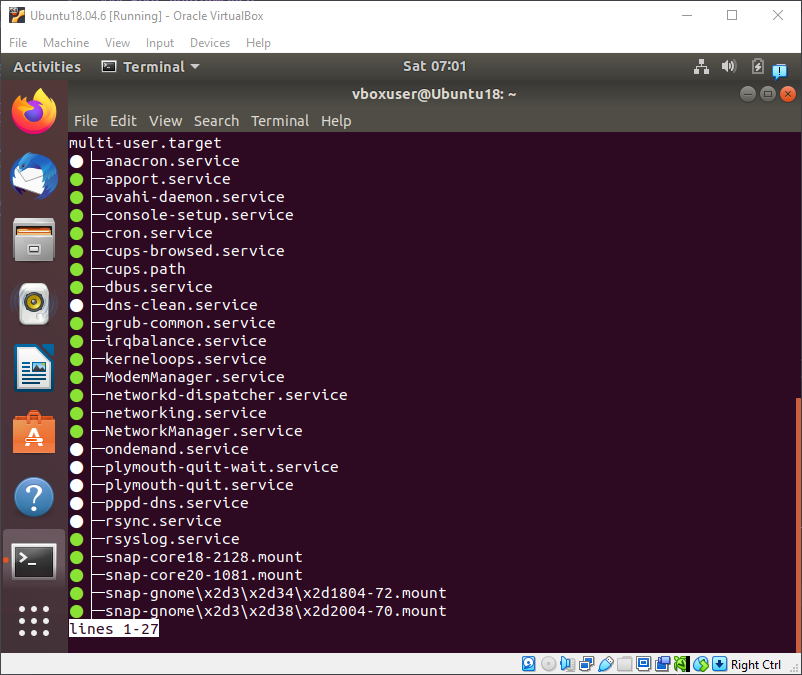 Ubuntu18.04.6 [Running] - Oracle VirtualBox
File Machine View Input Devices Help
Activities Terminal Sat 07:01
vboxuser@Ubuntu18: ~
File Edit View Search Terminal Help
multi-user.target
● ├─anacron.service
● ├─apport.service
● ├─avahi-daemon.service
● ├─console-setup.service
● ├─cron.service
● ├─cups-browsed.service
● ├─cups.path
● ├─dbus.service
● ├─dns-clean.service
● ├─grub-common.service
● ├─irqbalance.service
● ├─kerneloops.service
● ├─ModemManager.service
● ├─networkd-dispatcher.service
● ├─networking.service
● ├─NetworkManager.service
● ├─ondemand.service
● ├─plymouth-quit-wait.service
● ├─plymouth-quit.service
● ├─pppd-dns.service
● ├─rsync.service
● ├─rsyslog.service
● ├─snap-core18-2128.mount
● ├─snap-core20-1081.mount
● ├─snap-gnome\x2d3\x2d34\x2d1804-72.mount
● ├─snap-gnome\x2d3\x2d38\x2d2004-70.mount
lines 1-27
Right Ctrl